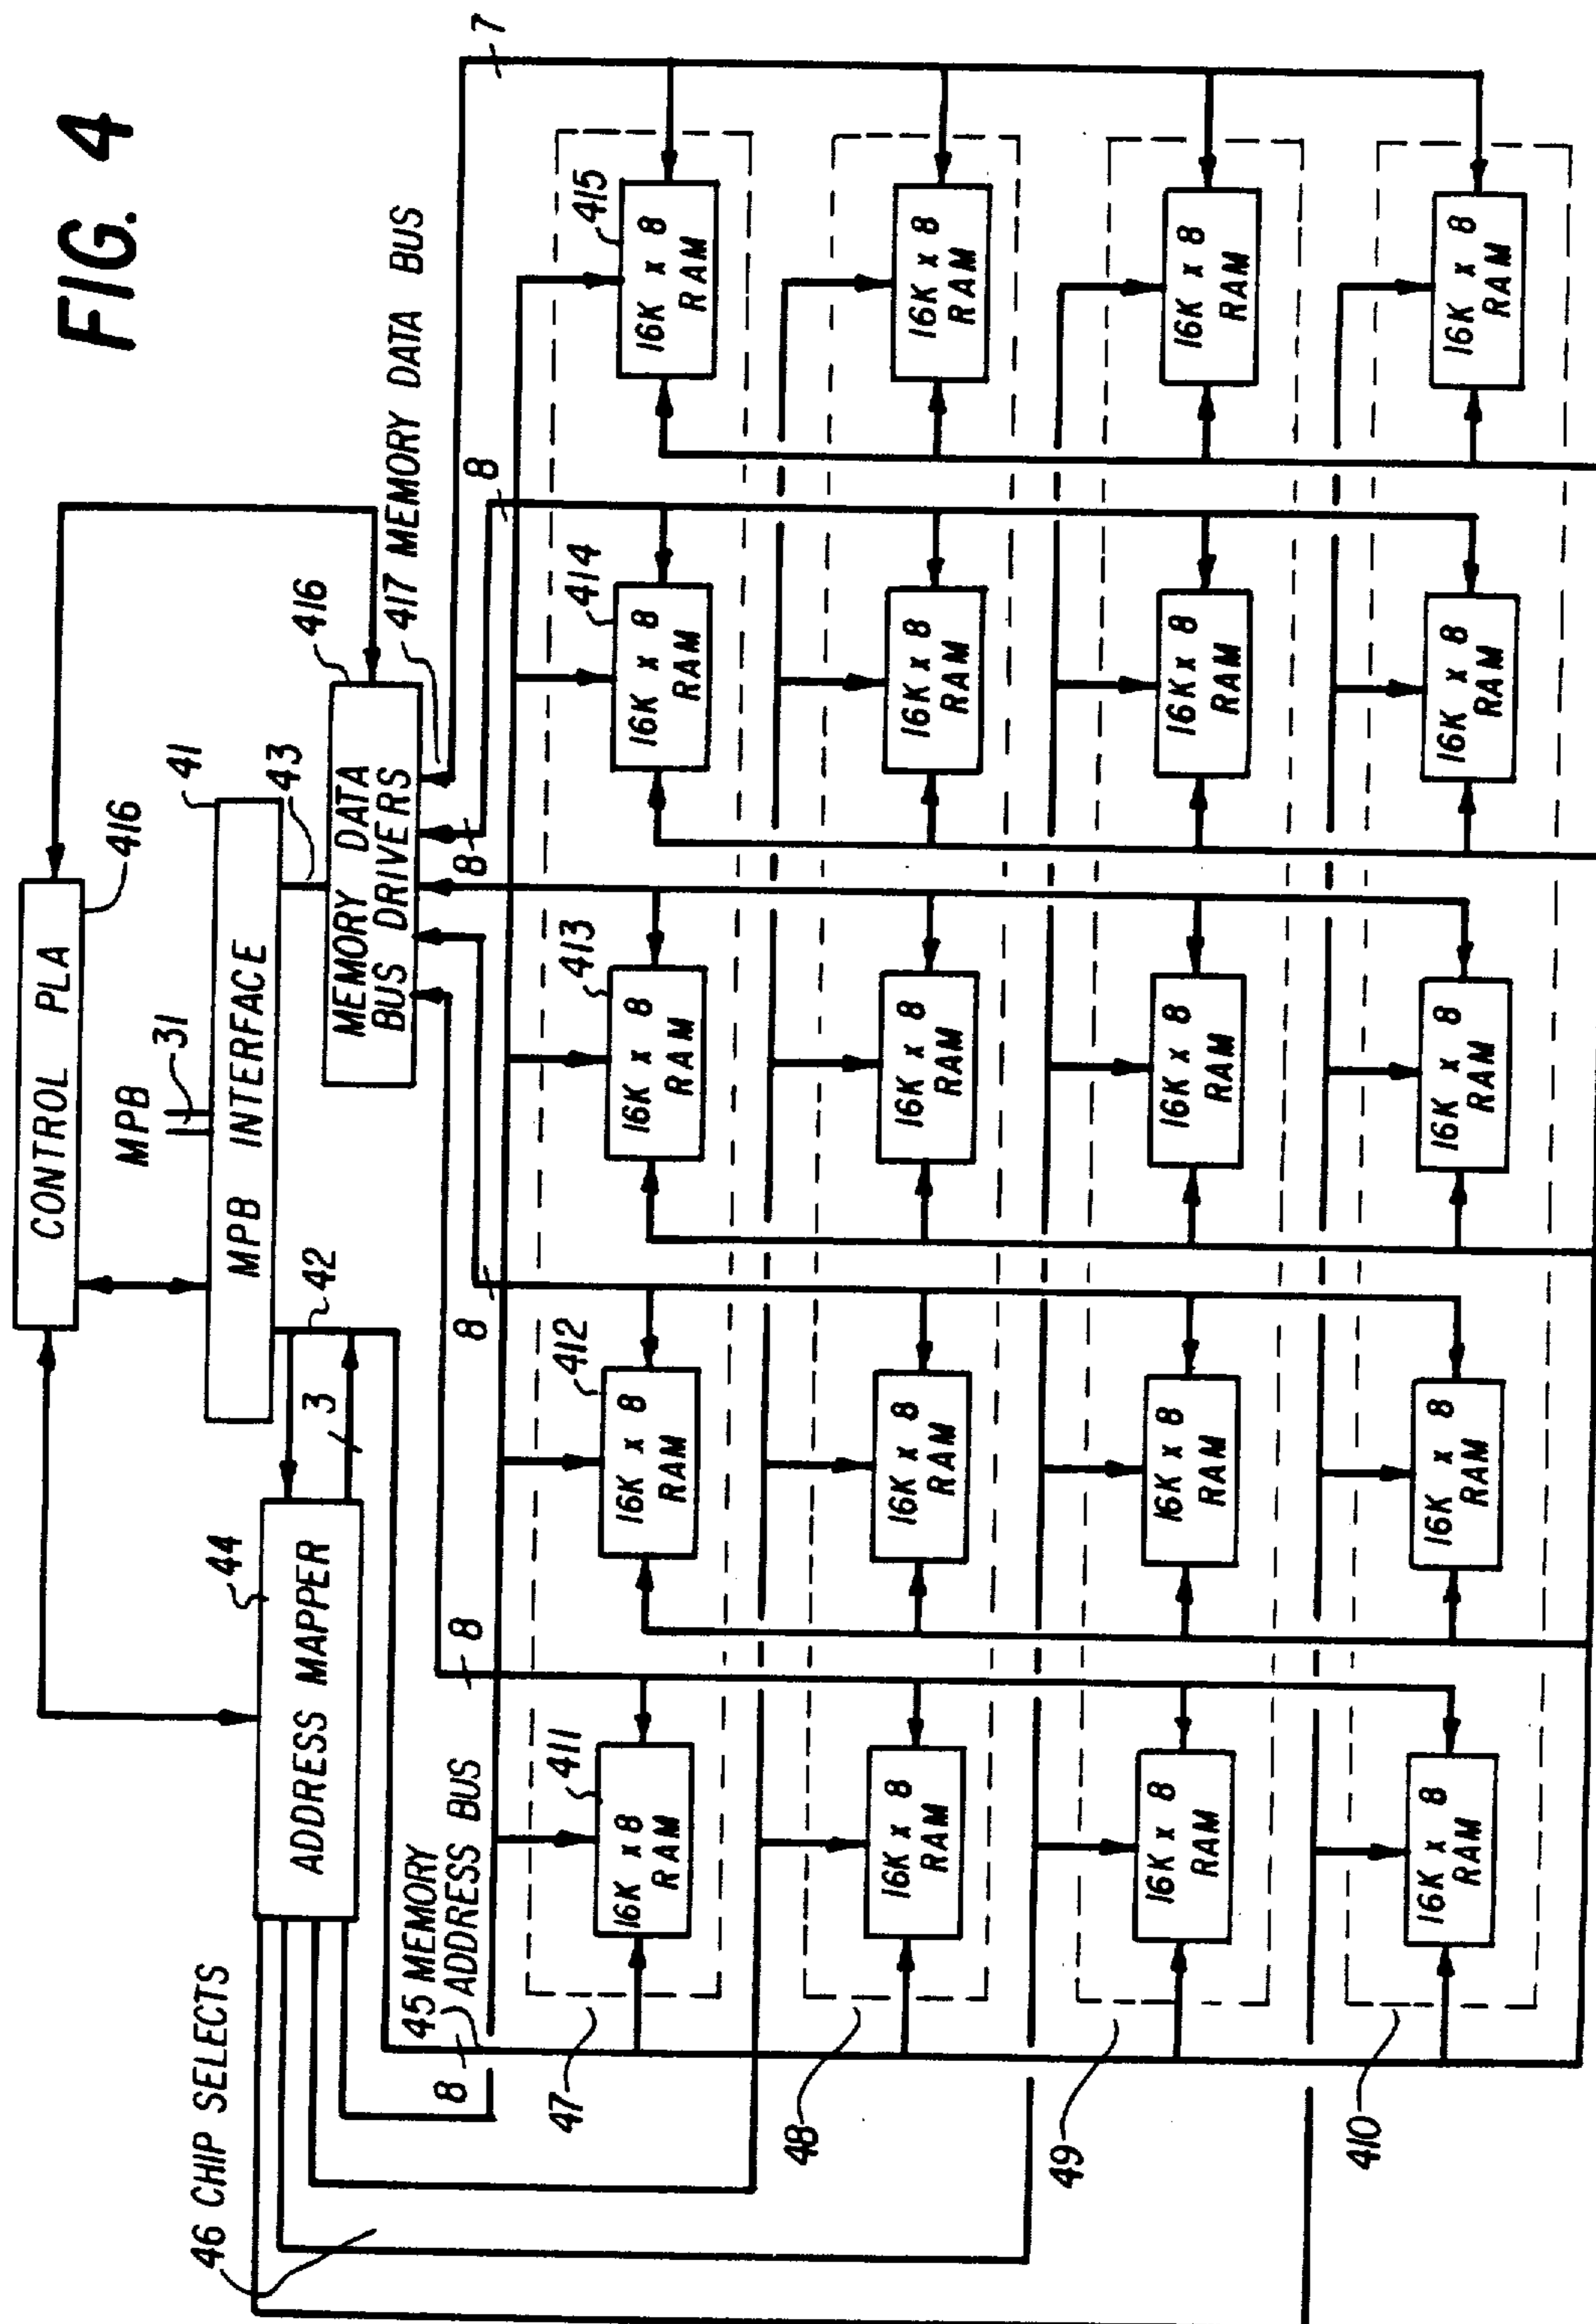 FIG. 4
CONTROL PLA
416
MPB
31
41
MPB INTERFACE
43
416
42
44
ADDRESS MAPPER
3
MEMORY DATA
BUS DRIVERS
417 MEMORY DATA BUS
46 CHIP SELECTS
45 MEMORY
ADDRESS BUS
8
8
8
8
8
7
47
411
16K x 8
RAM
412
16K x 8
RAM
413
16K x 8
RAM
414
16K x 8
RAM
415
16K x 8
RAM
48
16K x 8
RAM
16K x 8
RAM
16K x 8
RAM
16K x 8
RAM
16K x 8
RAM
49
16K x 8
RAM
16K x 8
RAM
16K x 8
RAM
16K x 8
RAM
16K x 8
RAM
410
16K x 8
RAM
16K x 8
RAM
16K x 8
RAM
16K x 8
RAM
16K x 8
RAM